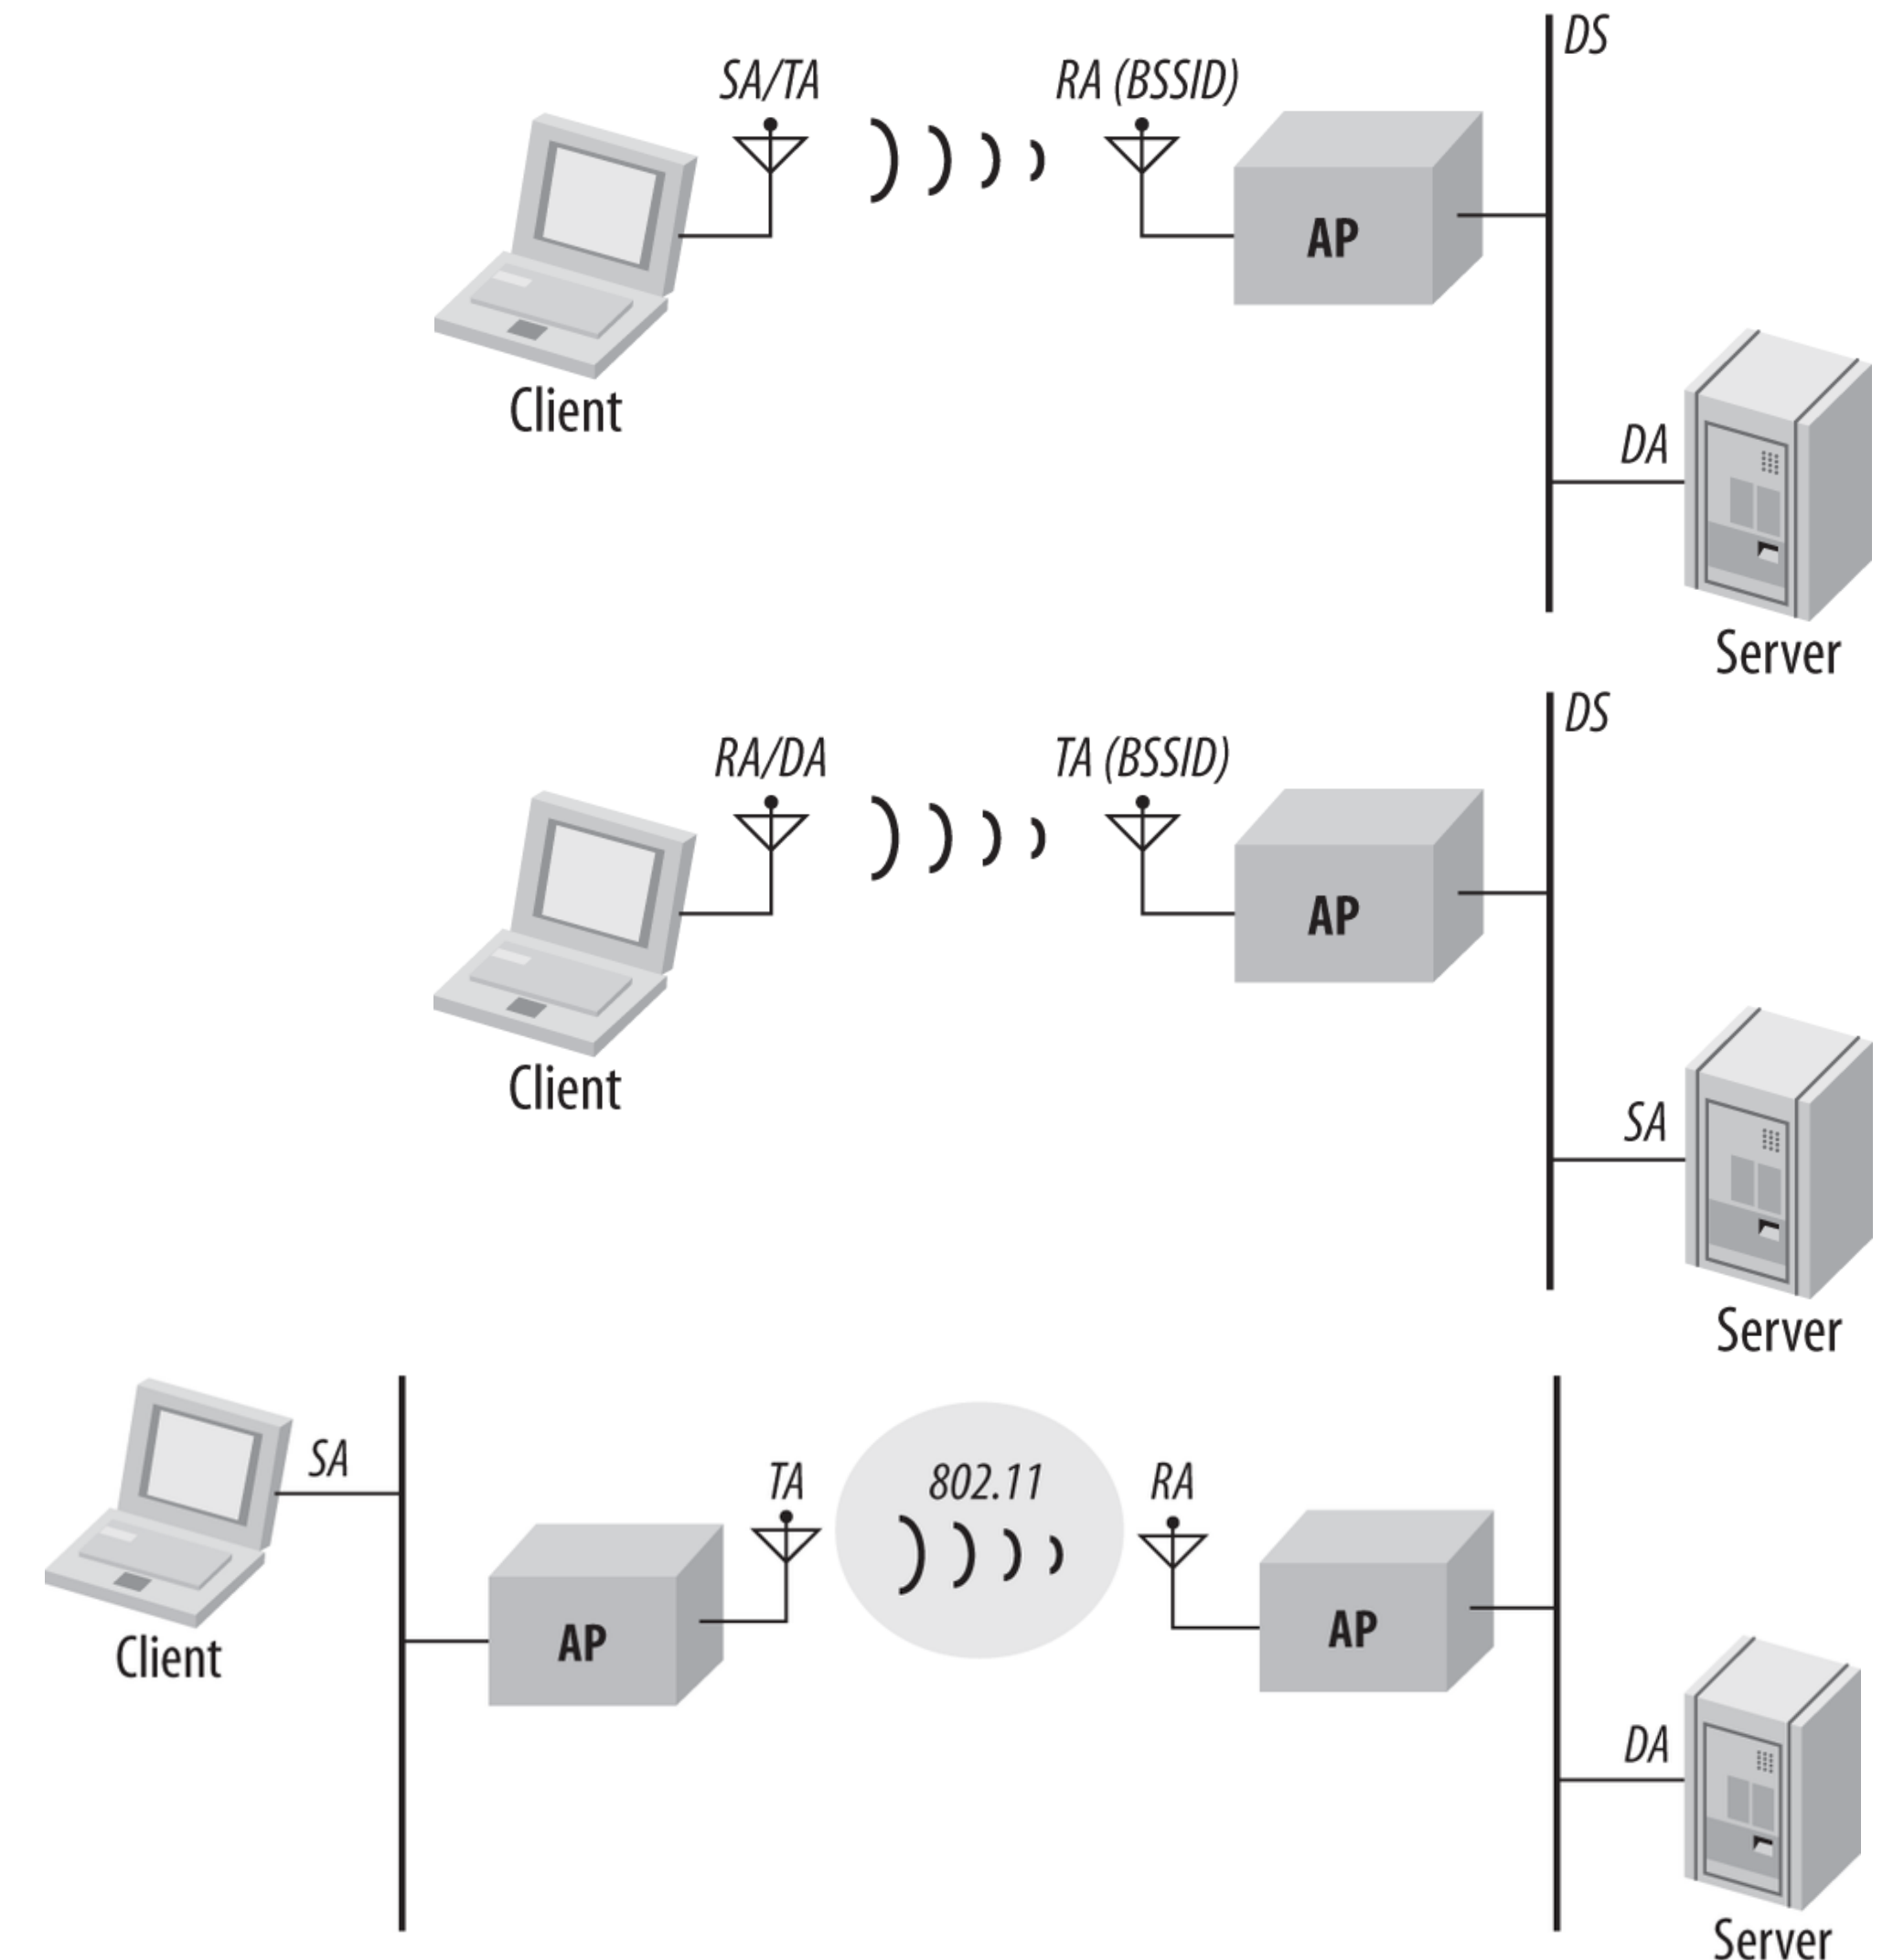 DS
SA/TA
RA (BSSID)
AP
Client
DA
Server
DS
RA/DA
TA (BSSID)
AP
Client
SA
Server
SA
TA
802.11
RA
AP
AP
Client
DA
Server